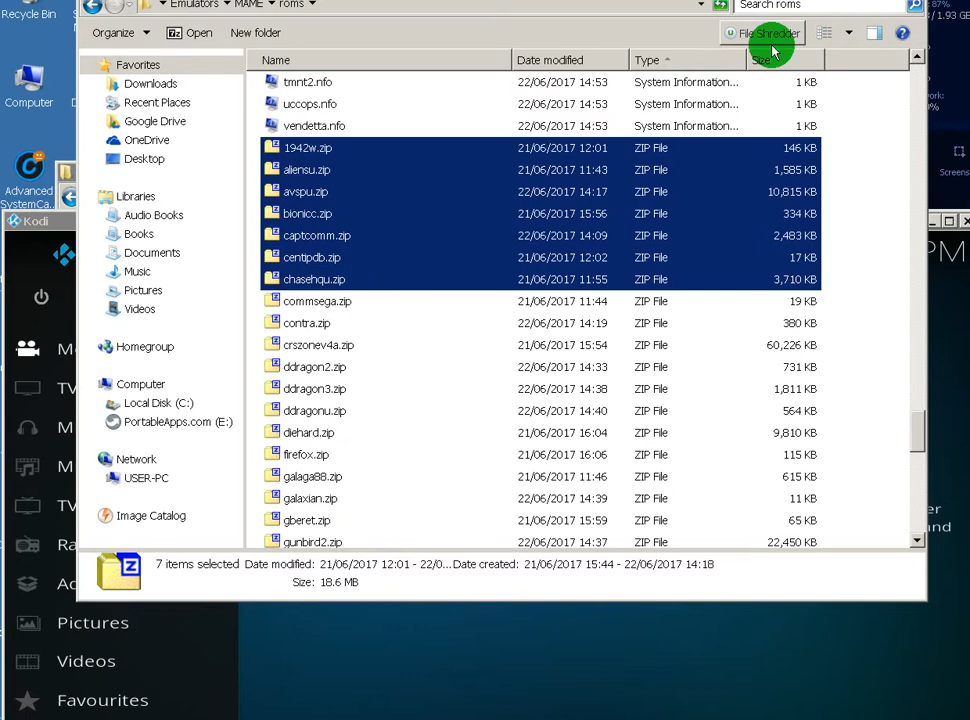 Recycle Bin
Computer
Advanced
SystemCa...
Emulators ▸ MAME ▸ roms
Search roms
Organize
Open
New folder
File Shredder
Favorites
Downloads
Recent Places
Google Drive
OneDrive
Desktop
Libraries
Audio Books
Books
Documents
Music
Pictures
Videos
Homegroup
Computer
Local Disk (C:)
PortableApps.com (E:)
Network
USER-PC
Image Catalog
Name Date modified Type Size
tmnt2.nfo 22/06/2017 14:53 System Information... 1 KB
uccops.nfo 22/06/2017 14:53 System Information... 1 KB
vendetta.nfo 22/06/2017 14:53 System Information... 1 KB
1942w.zip 21/06/2017 12:01 ZIP File 146 KB
aliensu.zip 21/06/2017 11:43 ZIP File 1,585 KB
avspu.zip 22/06/2017 14:17 ZIP File 10,815 KB
bionicc.zip 21/06/2017 15:56 ZIP File 334 KB
captcomm.zip 22/06/2017 14:09 ZIP File 2,483 KB
centipdb.zip 21/06/2017 12:02 ZIP File 17 KB
chasehqu.zip 21/06/2017 11:55 ZIP File 3,710 KB
commsega.zip 21/06/2017 11:44 ZIP File 19 KB
contra.zip 22/06/2017 14:19 ZIP File 380 KB
crszonev4a.zip 21/06/2017 15:54 ZIP File 60,226 KB
ddragon2.zip 22/06/2017 14:33 ZIP File 731 KB
ddragon3.zip 22/06/2017 14:38 ZIP File 1,811 KB
ddragonu.zip 22/06/2017 14:40 ZIP File 564 KB
diehard.zip 21/06/2017 16:04 ZIP File 9,810 KB
firefox.zip 21/06/2017 16:06 ZIP File 115 KB
galaga88.zip 21/06/2017 11:46 ZIP File 615 KB
galaxian.zip 22/06/2017 14:39 ZIP File 11 KB
gberet.zip 21/06/2017 15:59 ZIP File 65 KB
gunbird2.zip 22/06/2017 14:37 ZIP File 22,450 KB
7 items selected Date modified: 21/06/2017 12:01 - 22/0... Date created: 21/06/2017 15:44 - 22/06/2017 14:18
Size: 18.6 MB
Kodi
PM
87%
/1.93 GE
work:
Screens
M
TV
M
M
TV
Ra
Ad
Pictures
Videos
Favourites
er
and